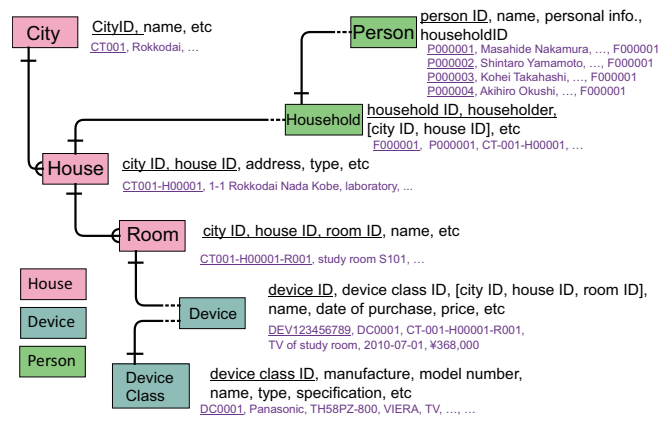 City
CityID, name, etc
CT001, Rokkodai, …
Person
person ID, name, personal info.,
householdID
P000001, Masahide Nakamura, …, F000001
P000002, Shintaro Yamamoto, …, F000001
P000003, Kohei Takahashi, …, F000001
P000004, Akihiro Okushi, …, F000001
Household
household ID, householder,
[city ID, house ID], etc
F000001, P000001, CT-001-H00001, …
House
city ID, house ID, address, type, etc
CT001-H00001, 1-1 Rokkodai Nada Kobe, laboratory, ...
Room
city ID, house ID, room ID, name, etc
CT001-H00001-R001, study room S101, …
House
Device
Person
Device
device ID, device class ID, [city ID, house ID, room ID],
name, date of purchase, price, etc
DEV123456789, DC0001, CT-001-H00001-R001,
TV of study room, 2010-07-01, ¥368,000
Device
Class
device class ID, manufacture, model number,
name, type, specification, etc
DC0001, Panasonic, TH58PZ-800, VIERA, TV, …, …